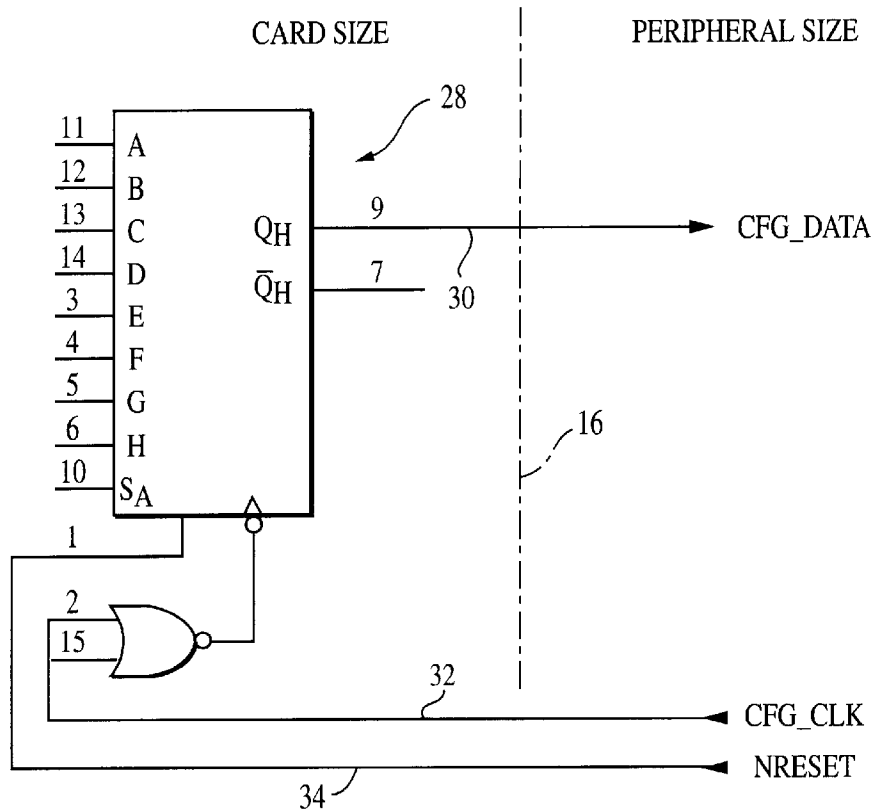 CARD SIZE
PERIPHERAL SIZE
28
11 A
12 B
13 C
14 D
3 E
4 F
5 G
6 H
10 SA
QH 9
Q̅H 7
30
CFG_DATA
16
1
2
15
32
CFG_CLK
NRESET
34